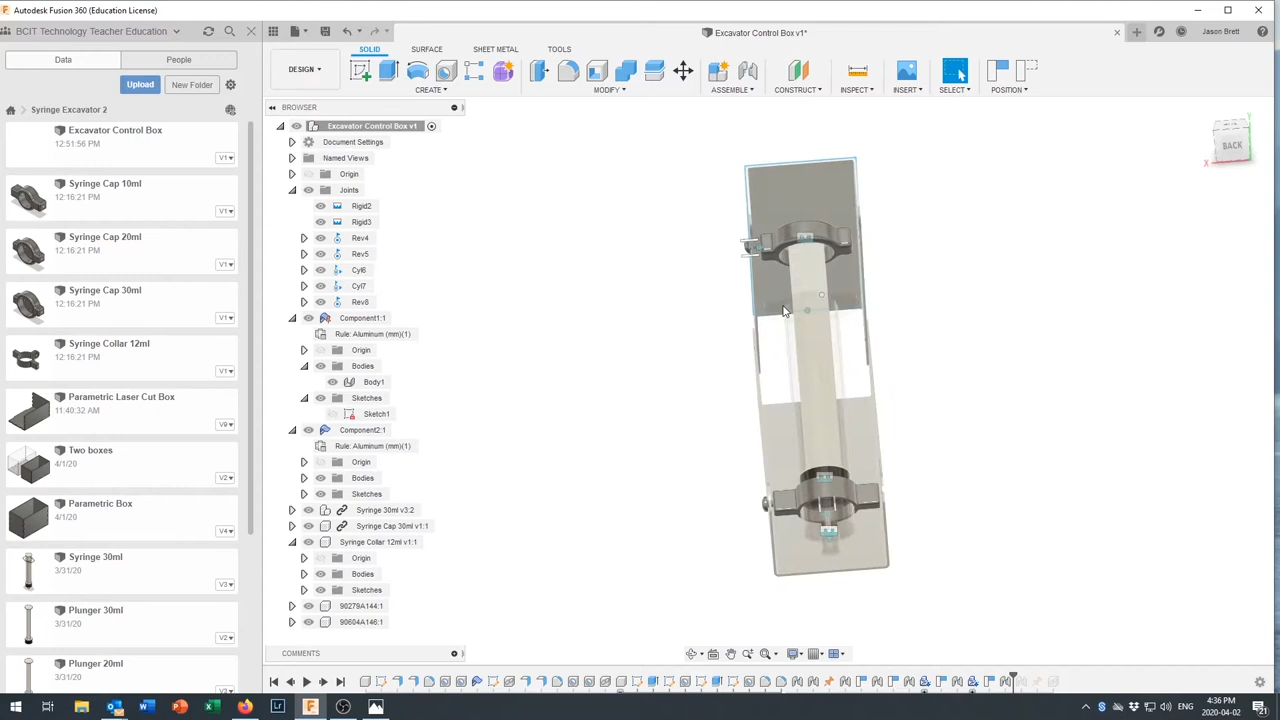 Autodesk Fusion 360 (Education License)
BCIT Technology Teacher Education
Excavator Control Box v1*
Jason Brett
Data
People
SOLID
SURFACE
SHEET METAL
TOOLS
DESIGN
CREATE
MODIFY
ASSEMBLE
CONSTRUCT
INSPECT
INSERT
SELECT
POSITION
Upload
New Folder
Syringe Excavator 2
BROWSER
Excavator Control Box
12:51:56 PM
V1
Syringe Cap 10ml
12:16:21 PM
V1
Syringe Cap 20ml
12:16:21 PM
V1
Syringe Cap 30ml
12:16:21 PM
V1
Syringe Collar 12ml
12:16:21 PM
V1
Parametric Laser Cut Box
11:40:32 AM
V9
Two boxes
4/1/20
V2
Parametric Box
4/1/20
V4
Syringe 30ml
3/31/20
V3
Plunger 30ml
3/31/20
V2
Plunger 20ml
3/31/20
Excavator Control Box v1
Document Settings
Named Views
Origin
Joints
Rigid2
Rigid3
Rev4
Rev5
Cyl6
Cyl7
Rev8
Component1:1
Rule: Aluminum (mm)(1)
Origin
Bodies
Body1
Sketches
Sketch1
Component2:1
Rule: Aluminum (mm)(1)
Origin
Bodies
Sketches
Syringe 30ml v3:2
Syringe Cap 30ml v1:1
Syringe Collar 12ml v1:1
Origin
Bodies
Sketches
90279A144:1
90604A146:1
BACK
X
Y
COMMENTS
ENG
4:36 PM
2020-04-02
21